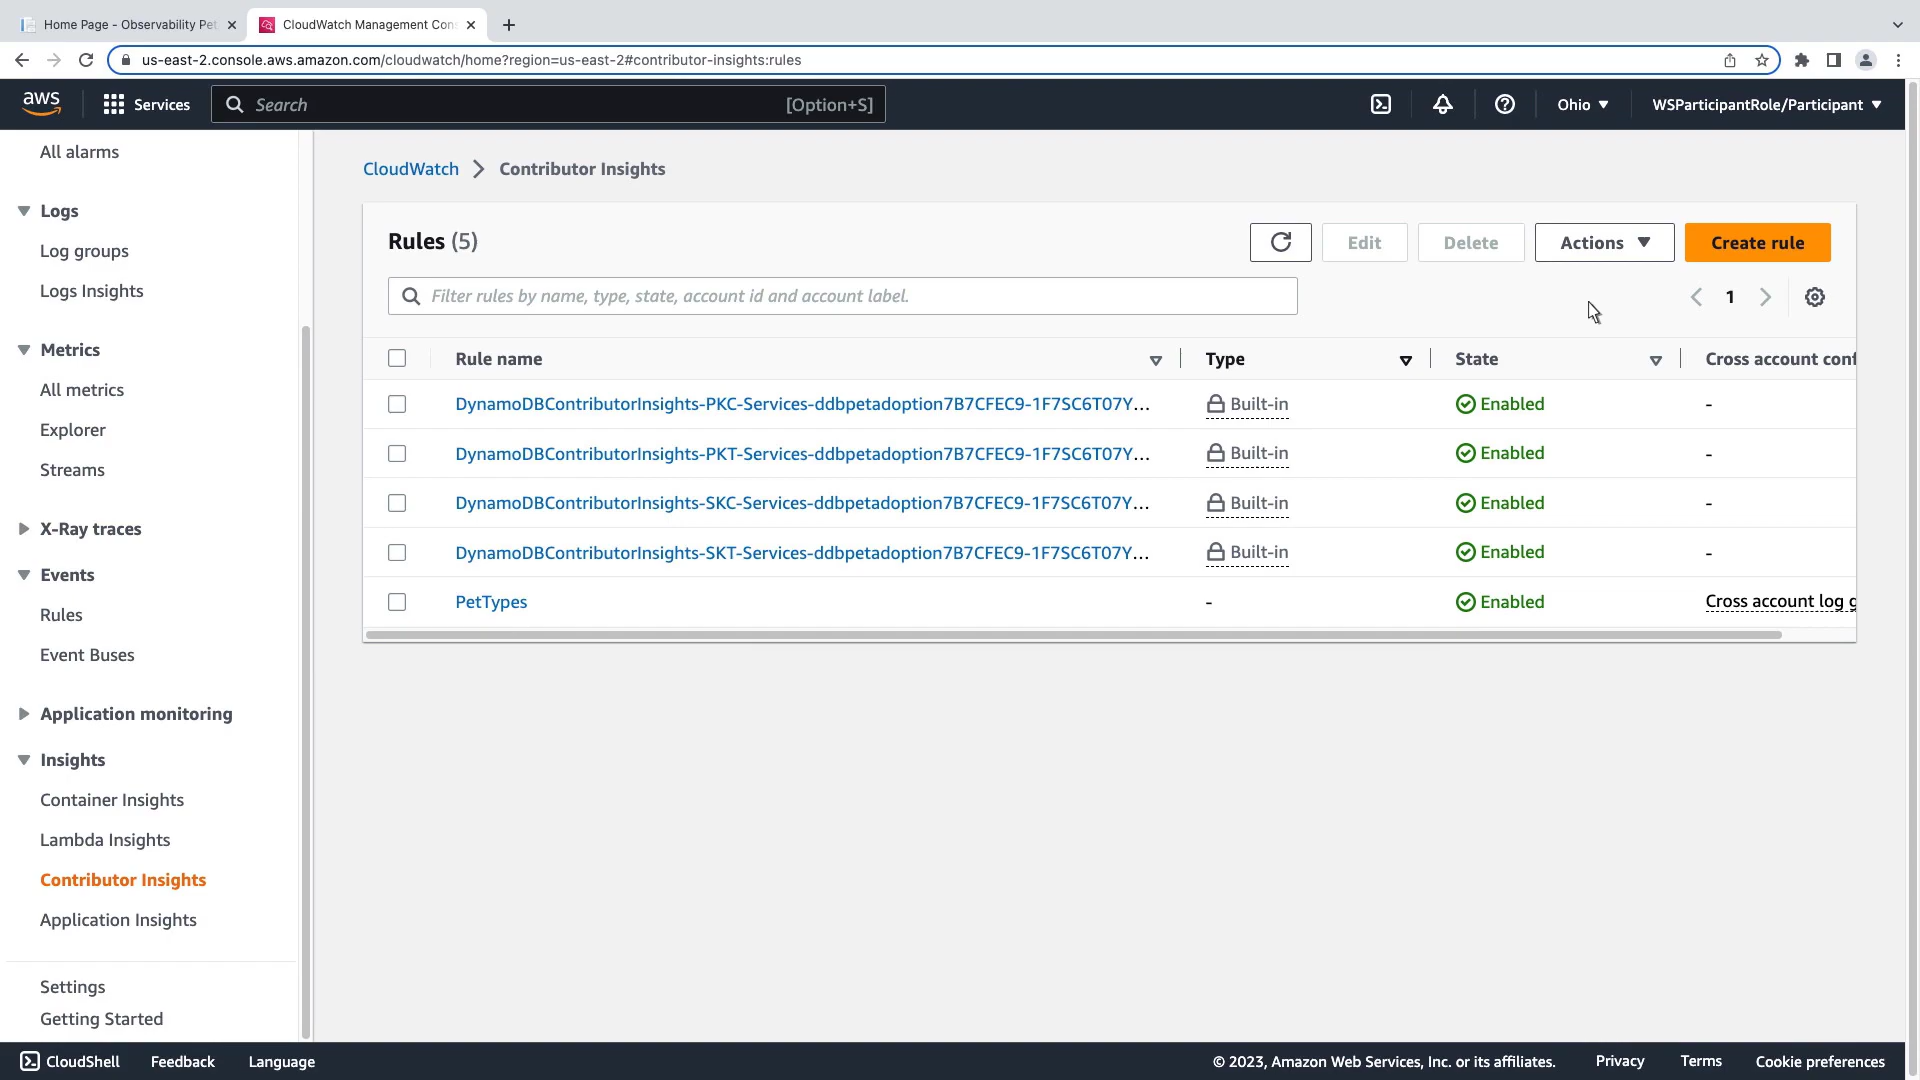 Home Page - Observability Pet
CloudWatch Management Cons
us-east-2.console.aws.amazon.com/cloudwatch/home?region=us-east-2#contributor-insights:rules
aws
Services
Search
[Option+S]
Ohio
WSParticipantRole/Participant
All alarms
Logs
Log groups
Logs Insights
Metrics
All metrics
Explorer
Streams
X-Ray traces
Events
Rules
Event Buses
Application monitoring
Insights
Container Insights
Lambda Insights
Contributor Insights
Application Insights
Settings
Getting Started
CloudWatch
Contributor Insights
Rules (5)
Edit
Delete
Actions
Create rule
Filter rules by name, type, state, account id and account label.
1
Rule name Type State Cross account conf
DynamoDBContributorInsights-PKC-Services-ddbpetadoption7B7CFEC9-1F7SC6T07Y... Built-in Enabled -
DynamoDBContributorInsights-PKT-Services-ddbpetadoption7B7CFEC9-1F7SC6T07Y... Built-in Enabled -
DynamoDBContributorInsights-SKC-Services-ddbpetadoption7B7CFEC9-1F7SC6T07Y... Built-in Enabled -
DynamoDBContributorInsights-SKT-Services-ddbpetadoption7B7CFEC9-1F7SC6T07Y... Built-in Enabled -
PetTypes - Enabled Cross account log g
CloudShell
Feedback
Language
© 2023, Amazon Web Services, Inc. or its affiliates.
Privacy
Terms
Cookie preferences